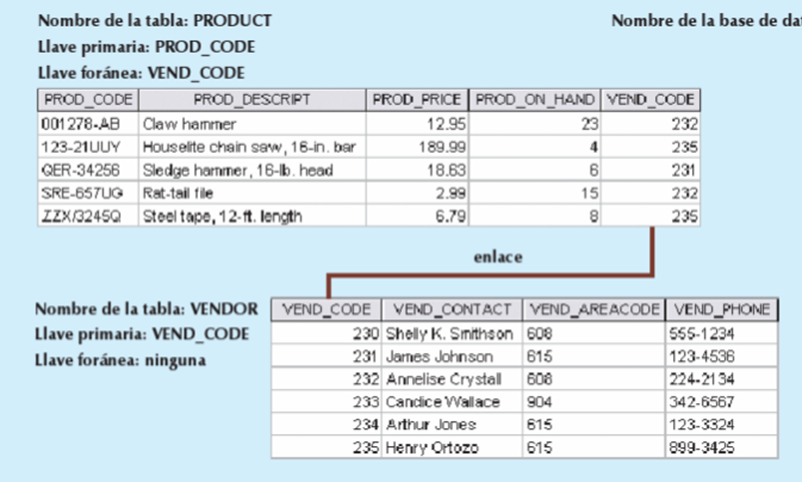 Nombre de la tabla: PRODUCT
Nombre de la base de dat
Llave primaria: PROD_CODE
Llave foránea: VEND_CODE
PROD_CODE PROD_DESCRIPT PROD_PRICE PROD_ON_HAND VEND_CODE
001278-AB Claw hammer 12.95 23 232
123-21UUY Houselite chain saw, 16-in. bar 189.99 4 235
QER-34256 Sledge hammer, 16-lb. head 18.63 6 231
SRE-657UG Rat-tail file 2.99 15 232
ZZX/3245Q Steel tape, 12-ft. length 6.79 8 235
enlace
Nombre de la tabla: VENDOR
Llave primaria: VEND_CODE
Llave foránea: ninguna
VEND_CODE VEND_CONTACT VEND_AREACODE VEND_PHONE
230 Shelly K. Smithson 608 555-1234
231 James Johnson 615 123-4536
232 Annelise Crystall 608 224-2134
233 Candice Wallace 904 342-6567
234 Arthur Jones 615 123-3324
235 Henry Ortozo 615 899-3425